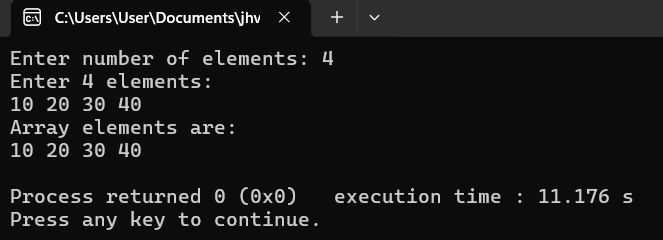 C:\Users\User\Documents\jhv
Enter number of elements: 4
Enter 4 elements:
10 20 30 40
Array elements are:
10 20 30 40
Process returned 0 (0x0)   execution time : 11.176 s
Press any key to continue.